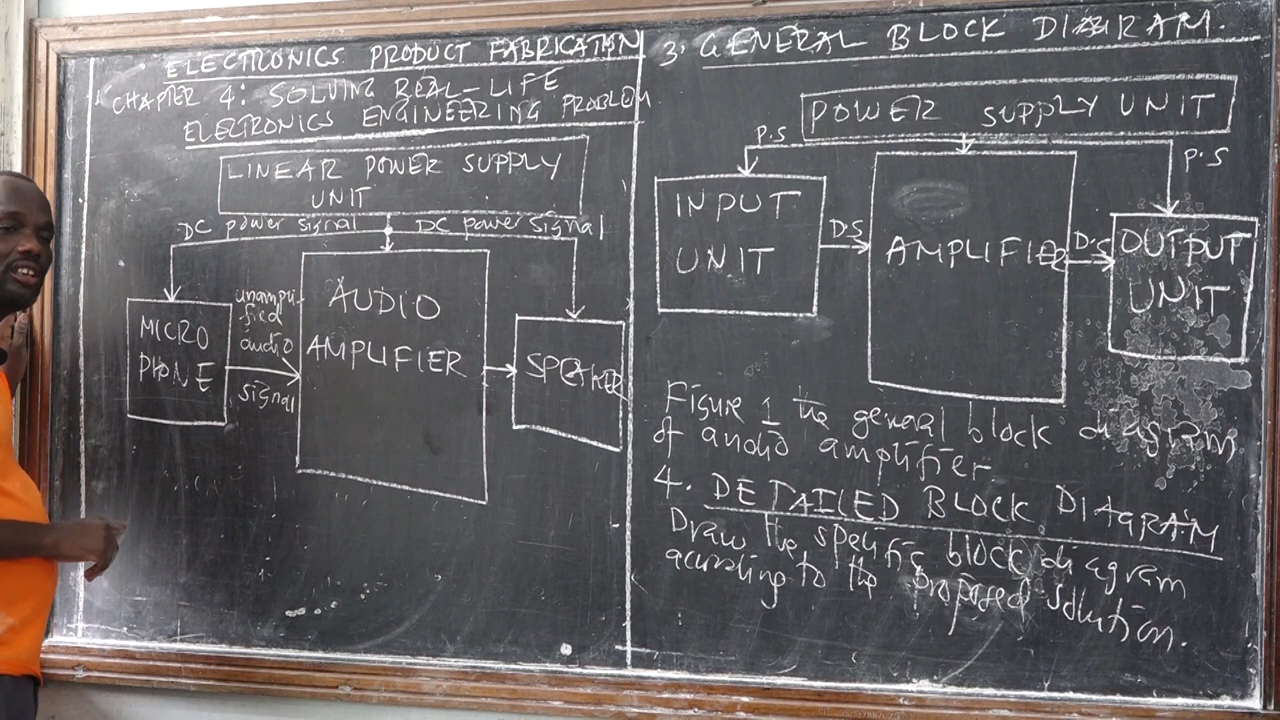 ELECTRONICS PRODUCT FABRICATION
1. CHAPTER 4: SOLVING REAL-LIFE
ELECTRONICS ENGINEERING PROBLEM
LINEAR POWER SUPPLY
UNIT
DC power signal
DC power signal
MICRO
PHONE
unampli-
fied
audio
signal
AUDIO
AMPLIFIER
SPEAKER
3. GENERAL BLOCK DIAGRAM.
POWER SUPPLY UNIT
P.S
P.S
INPUT
UNIT
D.S
AMPLIFIER
D.S
OUTPUT
UNIT
Figure 1 the general block diagram
of audio amplifier.
4. DETAILED BLOCK DIAGRAM
Draw the specific block diagram
according to the proposed solution.